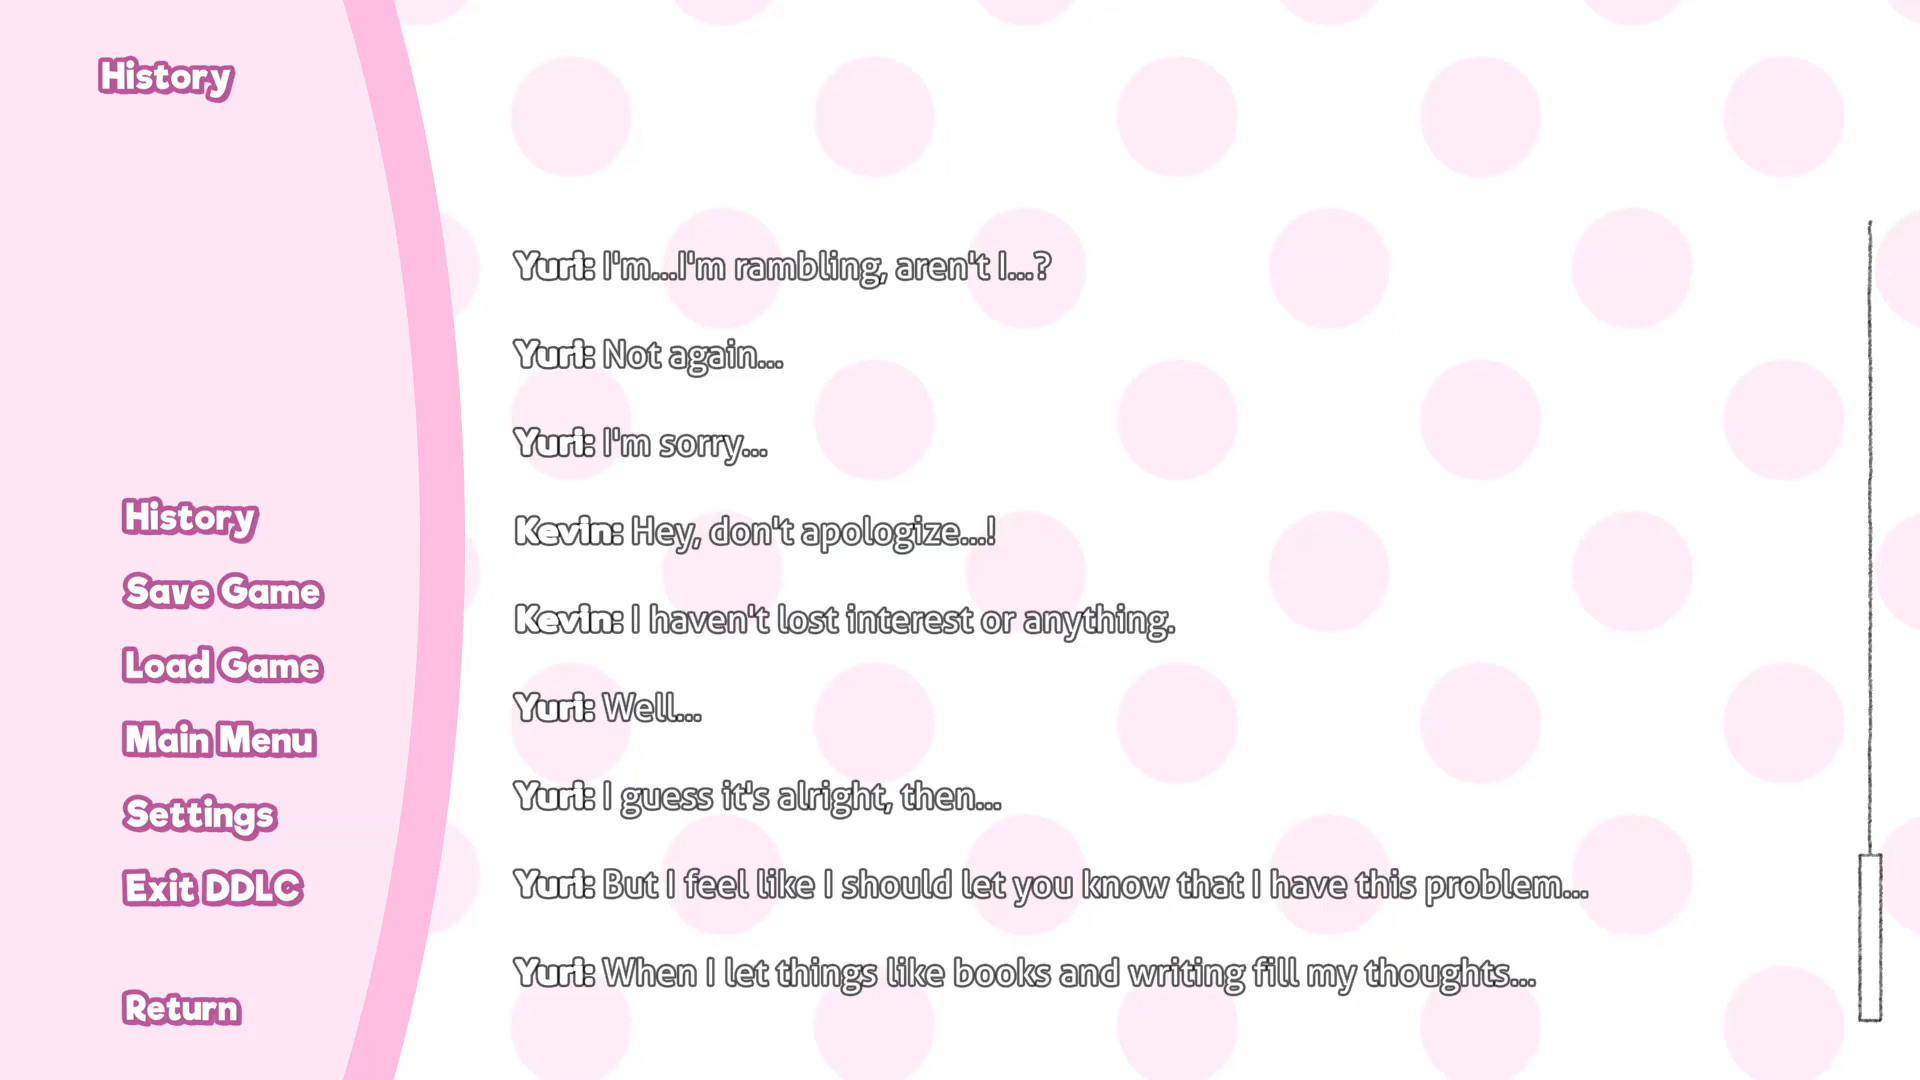 History
Yuri: I'm...I'm rambling, aren't I...?
Yuri: Not again...
Yuri: I'm sorry...
Kevin: Hey, don't apologize...!
Kevin: I haven't lost interest or anything.
Yuri: Well...
Yuri: I guess it's alright, then...
Yuri: But I feel like I should let you know that I have this problem...
Yuri: When I let things like books and writing fill my thoughts...
History
Save Game
Load Game
Main Menu
Settings
Exit DDLC
Return